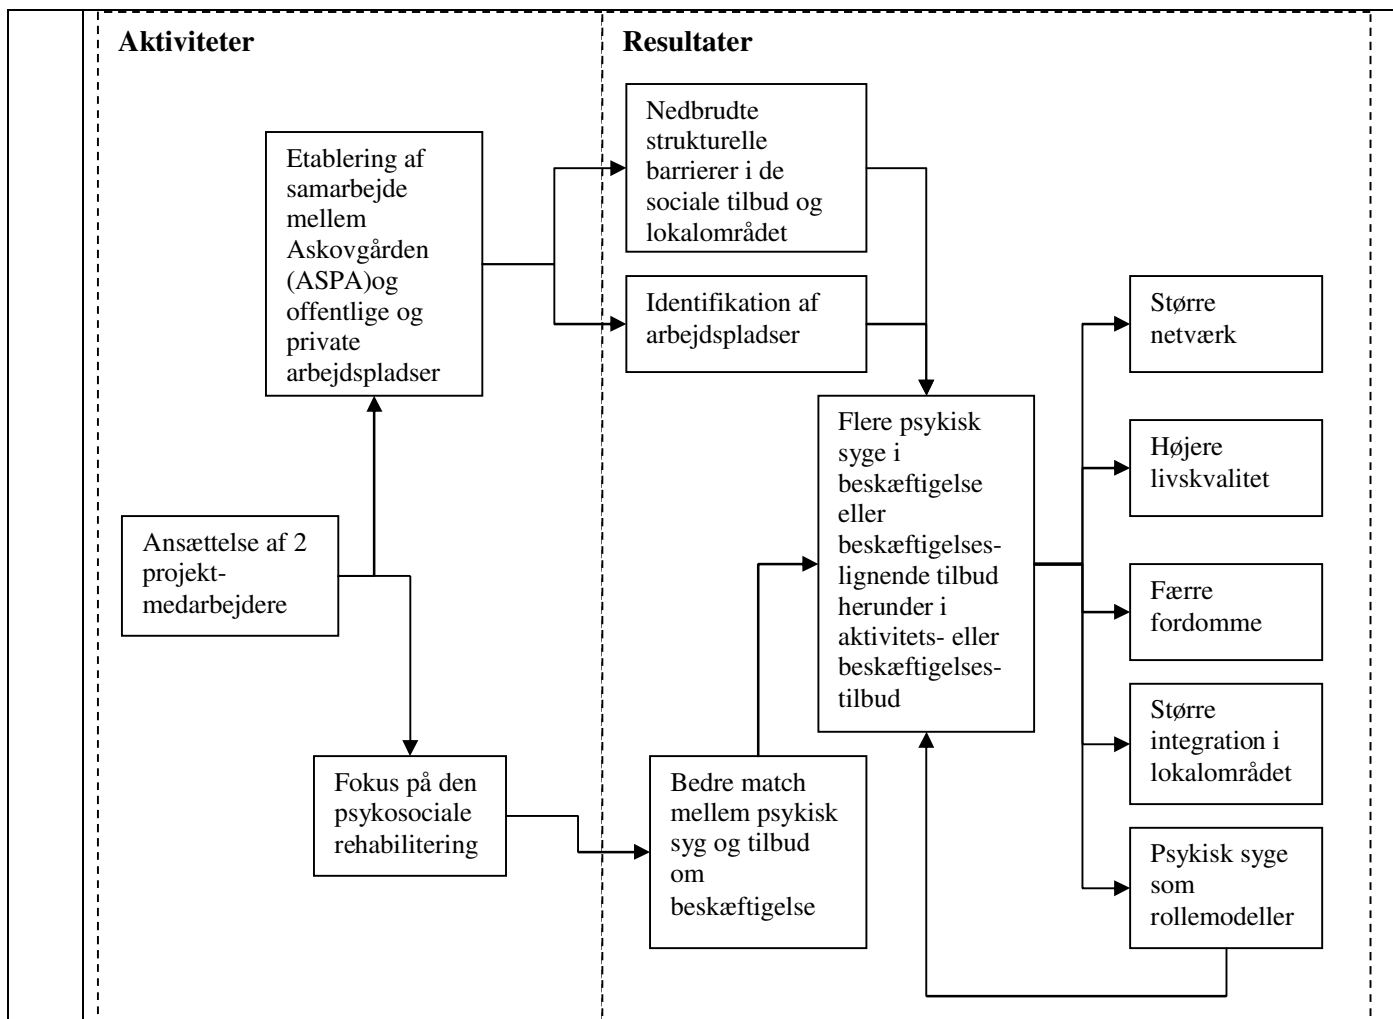 Aktiviteter
Resultater
Etablering af
samarbejde
mellem
Askovgården
(ASPA)og
offentlige og
private
arbejdspladser
Ansættelse af 2
projekt-
medarbejdere
Fokus på den
psykosociale
rehabilitering
Nedbrudte
strukturelle
barrierer i de
sociale tilbud og
lokalområdet
Identifikation af
arbejdspladser
Bedre match
mellem psykisk
syg og tilbud
om
beskæftigelse
Flere psykisk
syge i
beskæftigelse
eller
beskæftigelses-
lignende tilbud
herunder i
aktivitets- eller
beskæftigelses-
tilbud
Større
netværk
Højere
livskvalitet
Færre
fordomme
Større
integration i
lokalområdet
Psykisk syge
som
rollemodeller